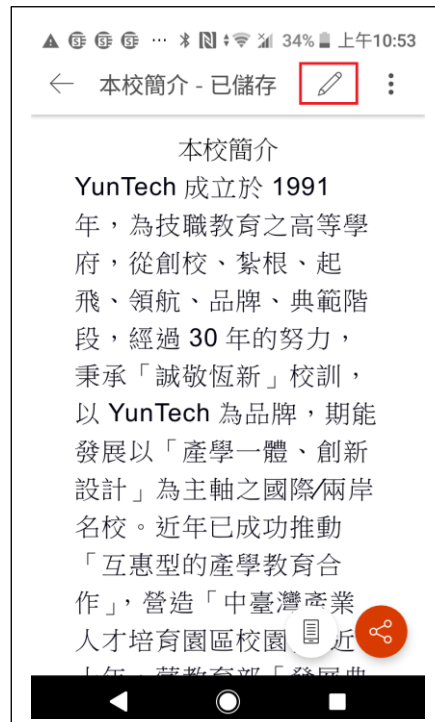 34% 上午10:53
本校簡介 - 已儲存
本校簡介
YunTech 成立於 1991
年，為技職教育之高等學
府，從創校、紮根、起
飛、領航、品牌、典範階
段，經過 30 年的努力，
秉承「誠敬恆新」校訓，
以 YunTech 為品牌，期能
發展以「產學一體、創新
設計」為主軸之國際/兩岸
名校。近年已成功推動
「互惠型的產學教育合
作」，營造「中臺灣產業
人才培育園區校園 近